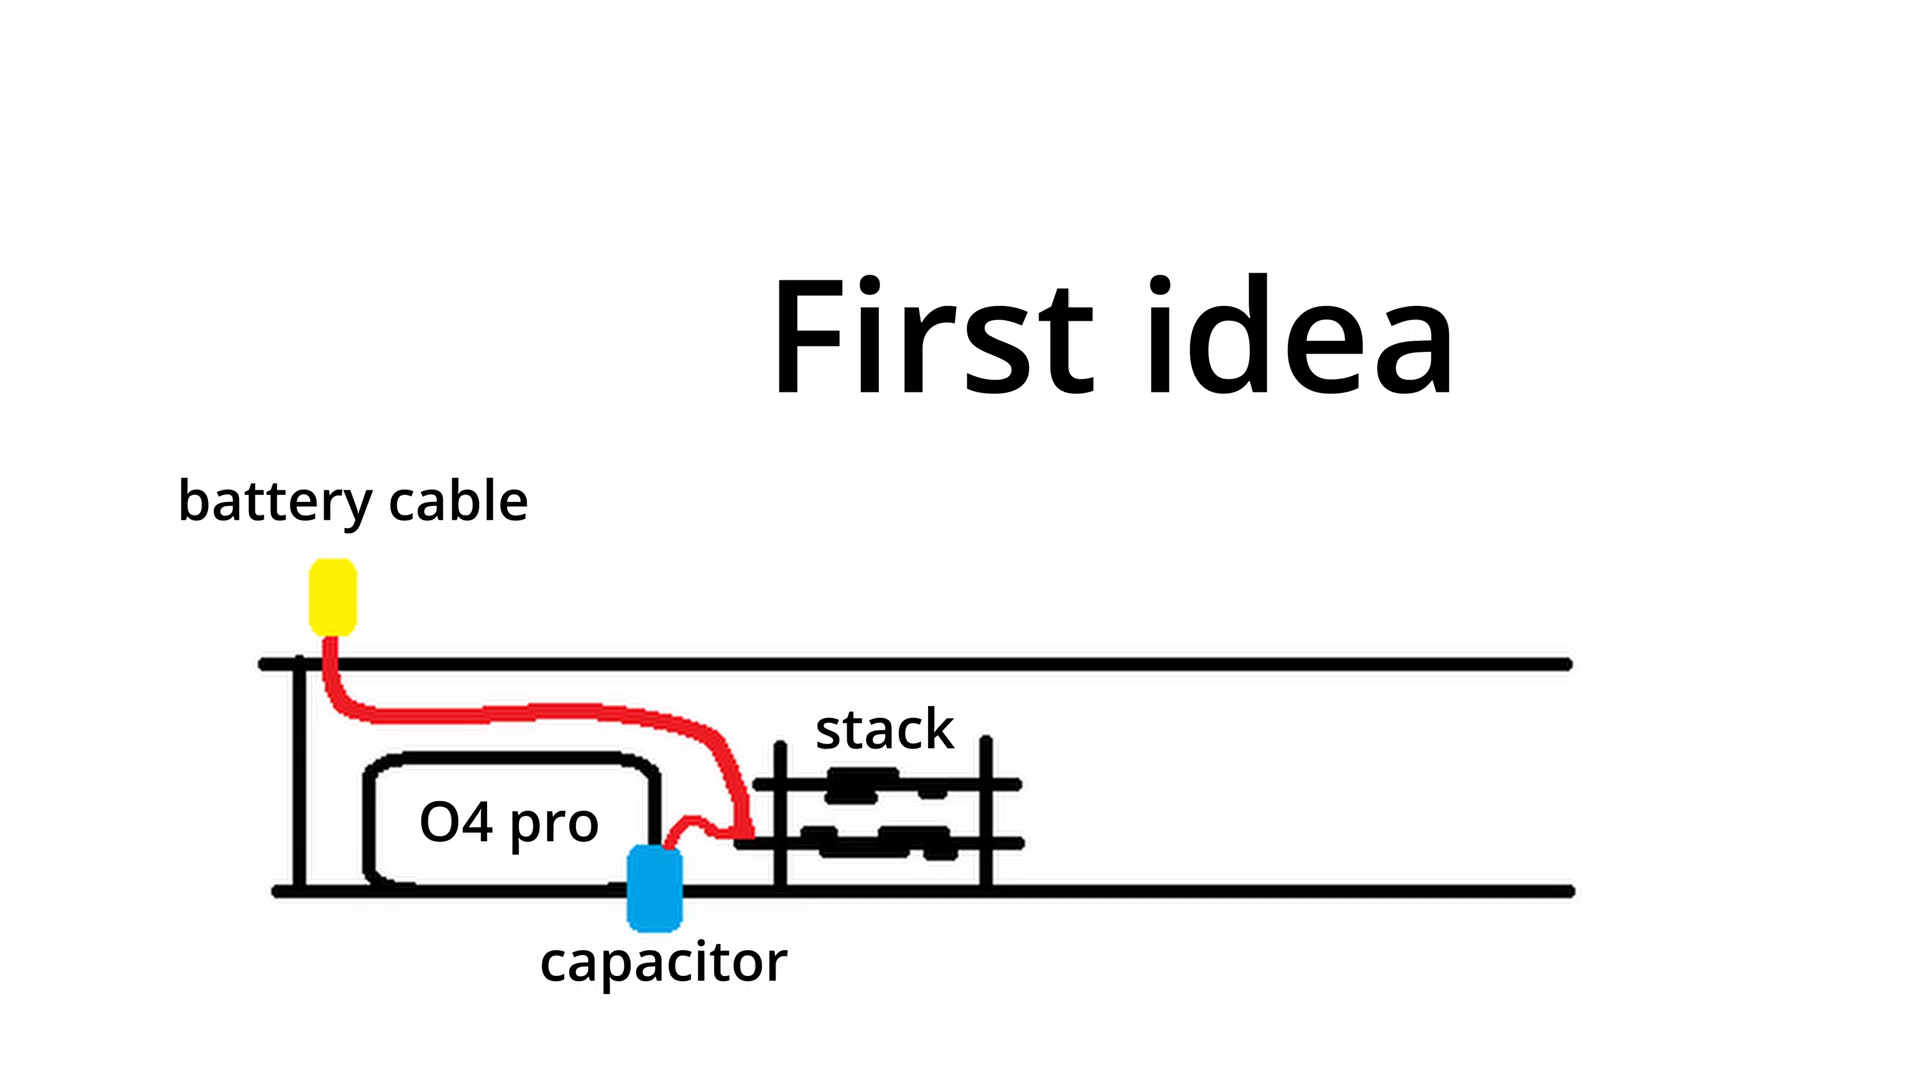 First idea
battery cable
stack
O4 pro
capacitor